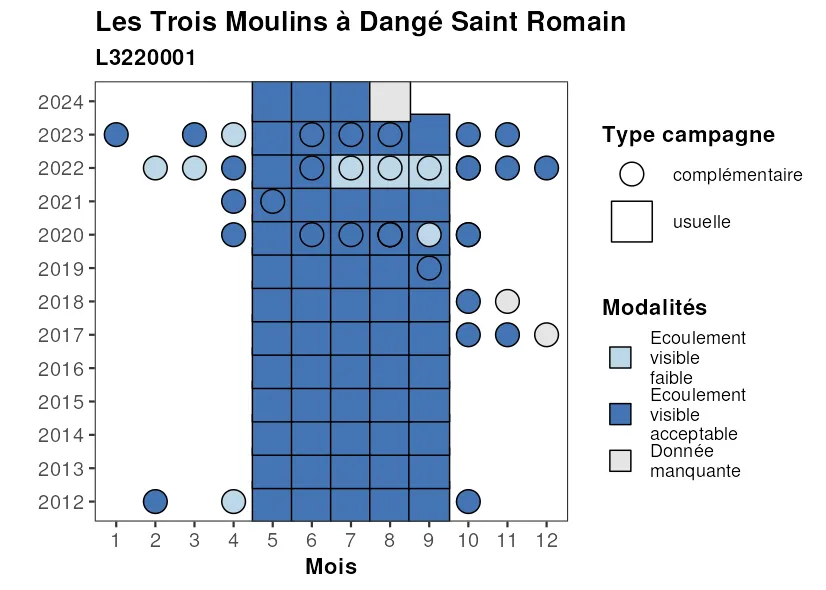 Les Trois Moulins à Dangé Saint Romain
L3220001
2024
2023
2022
2021
2020
2019
2018
2017
2016
2015
2014
2013
2012
1 2 3 4 5 6 7 8 9 10 11 12
Mois
Type campagne
complémentaire
usuelle
Modalités
Ecoulement
visible
faible
Ecoulement
visible
acceptable
Donnée
manquante